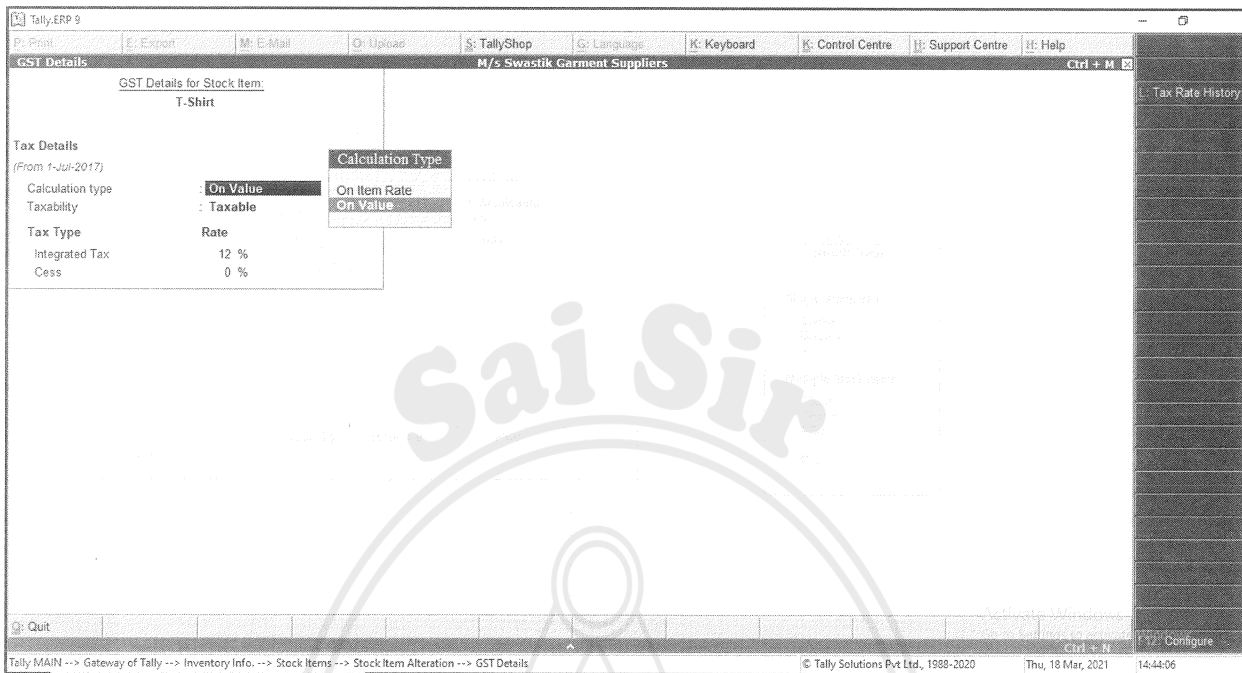 Tally.ERP 9
P: Print E: Export M: E-Mail O: Upload S: TallyShop G: Language K: Keyboard K: Control Centre H: Support Centre H: Help
GST Details M/s Swastik Garment Suppliers Ctrl + M
GST Details for Stock Item:
T-Shirt
L: Tax Rate History
Tax Details
(From 1-Jul-2017)
Calculation type : On Value
Taxability : Taxable
Tax Type Rate
Integrated Tax 12 %
Cess 0 %
Calculation Type
On Item Rate
On Value
Sai Sir
Activate Windows
Q: Quit
F12: Configure
Ctrl + N
Tally MAIN --> Gateway of Tally --> Inventory Info. --> Stock Items --> Stock Item Alteration --> GST Details © Tally Solutions Pvt Ltd., 1988-2020 Thu, 18 Mar, 2021 14:44:06